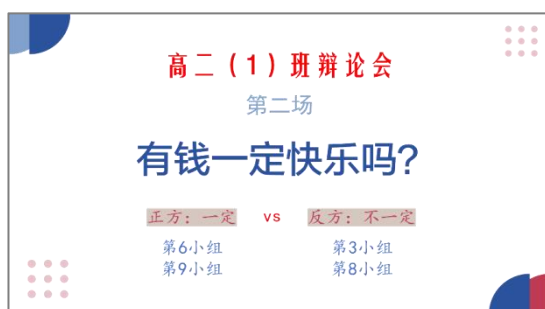 高二（1）班辩论会
第二场
有钱一定快乐吗?
正方：一定 vs 反方：不一定
第6小组 第3小组
第9小组 第8小组